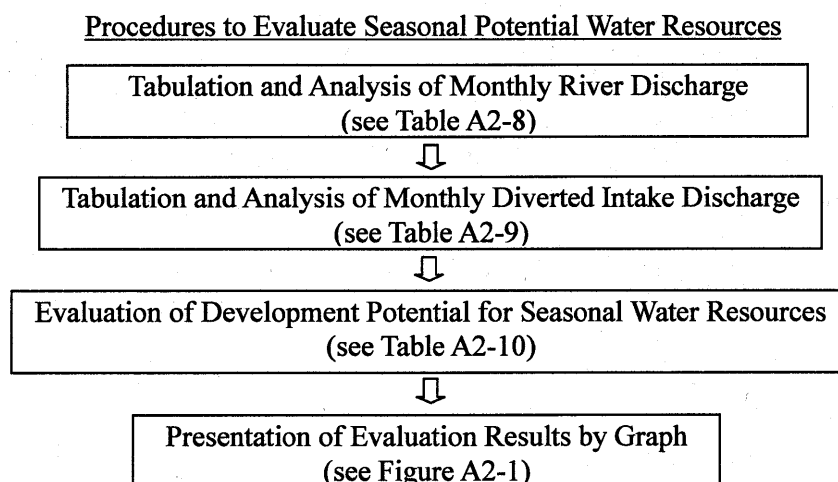 Procedures to Evaluate Seasonal Potential Water Resources
Tabulation and Analysis of Monthly River Discharge
(see Table A2-8)
Tabulation and Analysis of Monthly Diverted Intake Discharge
(see Table A2-9)
Evaluation of Development Potential for Seasonal Water Resources
(see Table A2-10)
Presentation of Evaluation Results by Graph
(see Figure A2-1)